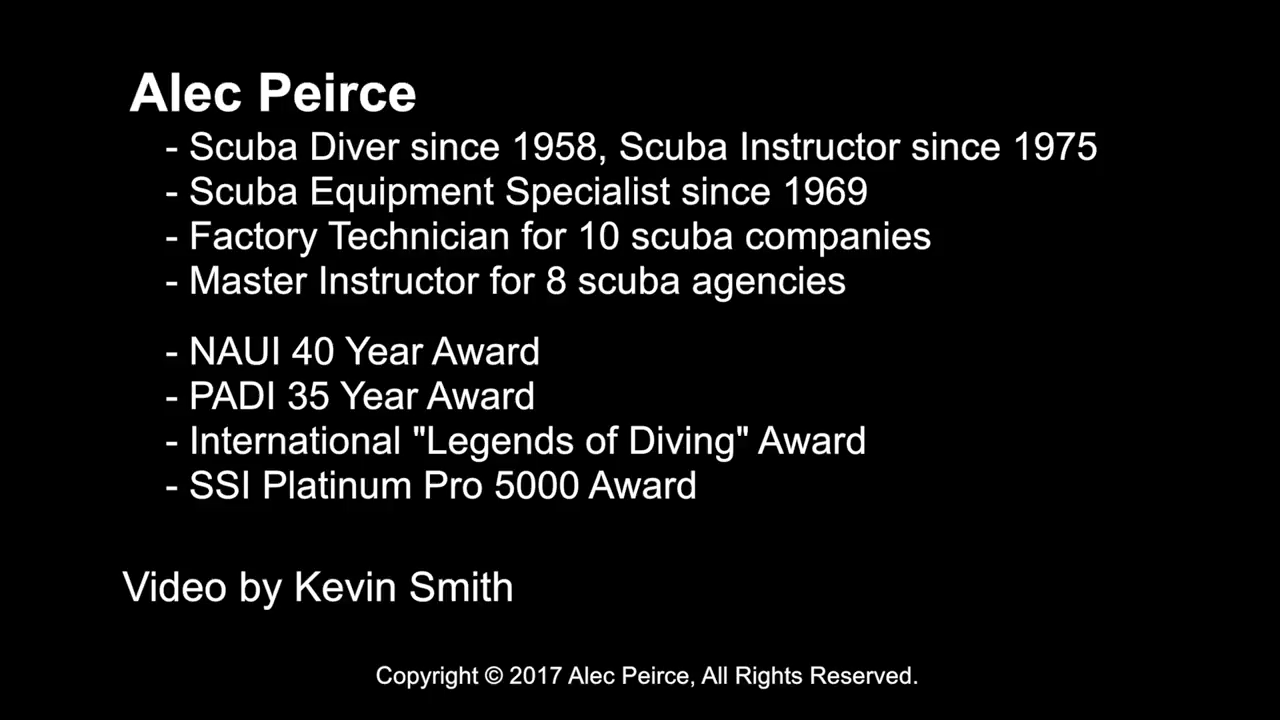 Alec Peirce
- Scuba Diver since 1958, Scuba Instructor since 1975
- Scuba Equipment Specialist since 1969
- Factory Technician for 10 scuba companies
- Master Instructor for 8 scuba agencies
- NAUI 40 Year Award
- PADI 35 Year Award
- International "Legends of Diving" Award
- SSI Platinum Pro 5000 Award
Video by Kevin Smith
Copyright © 2017 Alec Peirce, All Rights Reserved.